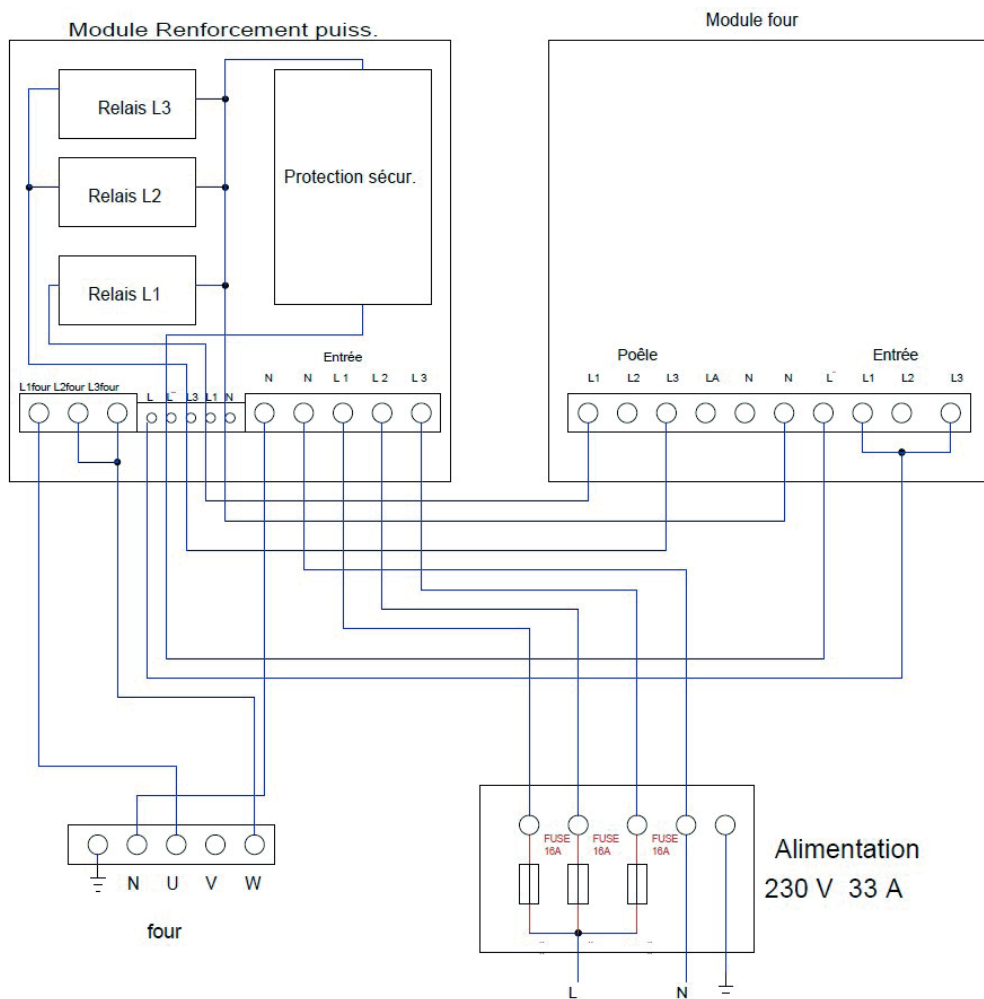 Module Renforcement puiss.
Module four
Relais L3
Relais L2
Relais L1
Protection sécur.
Entrée
N N L 1 L 2 L 3
L1four L2four L3four
L L¨ L3 L1 N
Poêle
Entrée
L1 L2 L3 LA N N L¨ L1 L2 L3
N U V W
four
FUSE 16A
FUSE 16A
FUSE 16A
Alimentation
230 V 33 A
L N